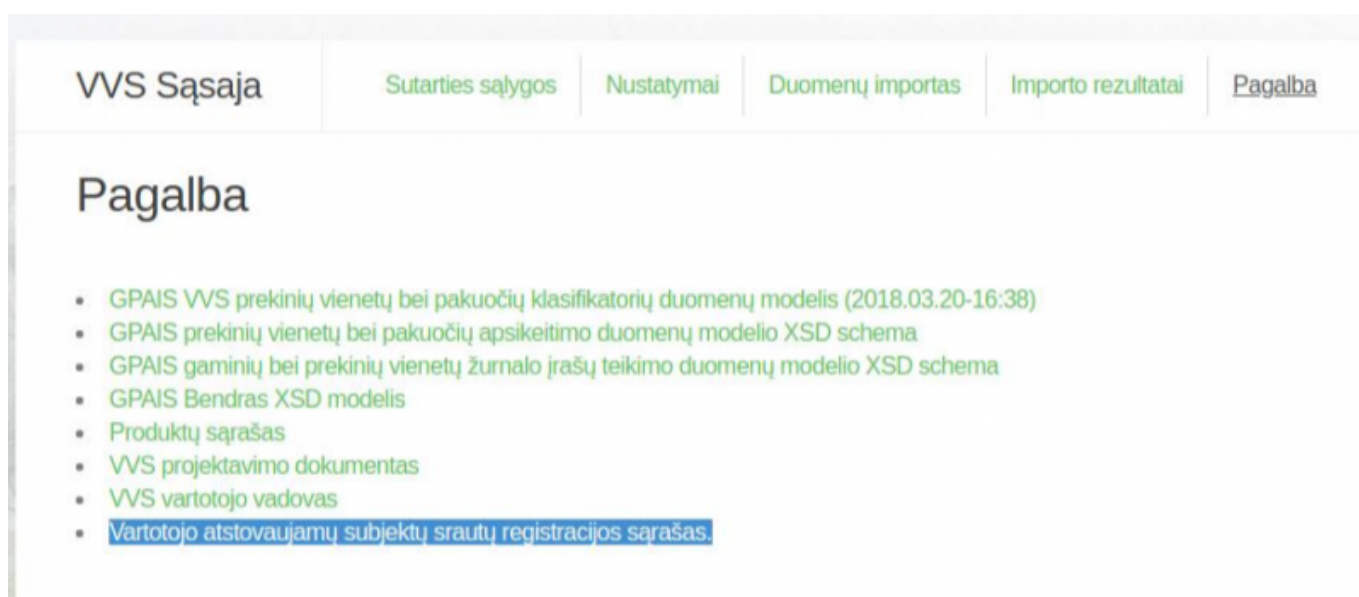 VVS Sąsaja Sutarties sąlygos Nustatymai Duomenų importas Importo rezultatai Pagalba
Pagalba
GPAIS VVS prekinių vienetų bei pakuočių klasifikatorių duomenų modelis (2018.03.20-16:38)
GPAIS prekinių vienetų bei pakuočių apsikeitimo duomenų modelio XSD schema
GPAIS gaminių bei prekinių vienetų žurnalo įrašų teikimo duomenų modelio XSD schema
GPAIS Bendras XSD modelis
Produktų sąrašas
VVS projektavimo dokumentas
VVS vartotojo vadovas
Vartotojo atstovaujamų subjektų srautų registracijos sąrašas.